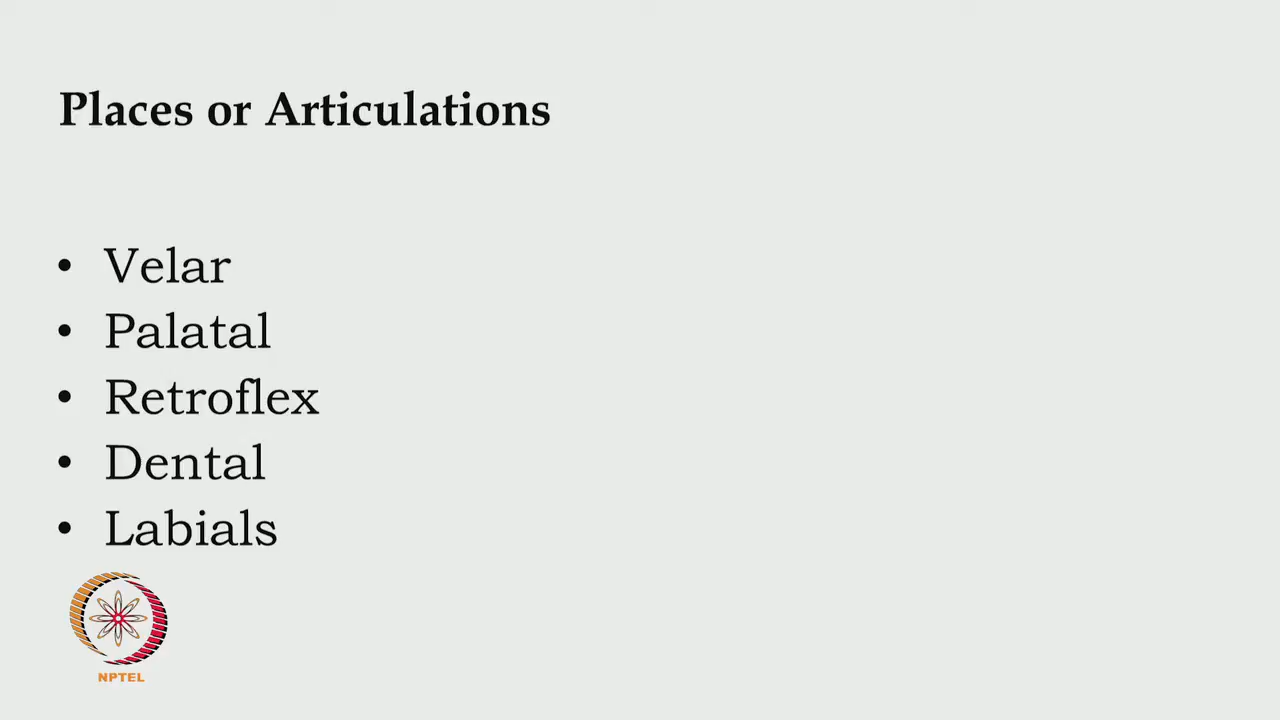 Places or Articulations
• Velar
• Palatal
• Retroflex
• Dental
• Labials
NPTEL